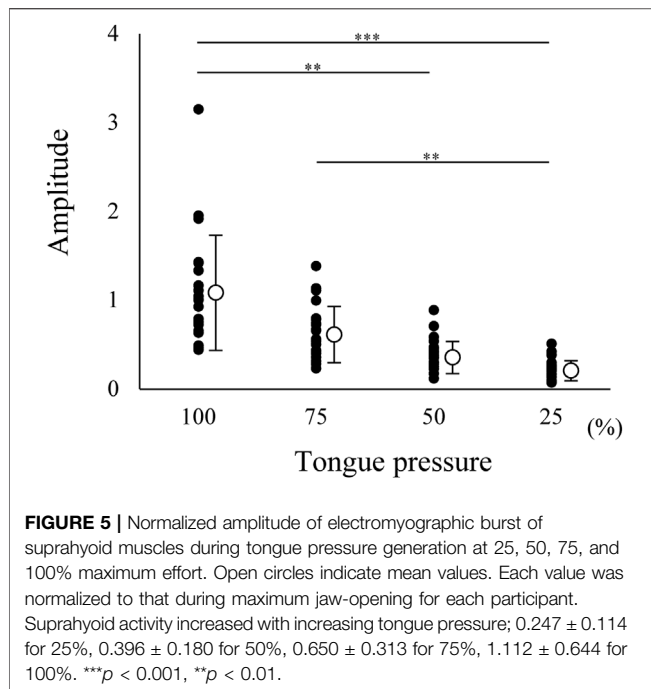 4
***
**
3
**
Amplitude
2
1
0
100 75 50 25 (%)
Tongue pressure
FIGURE 5 | Normalized amplitude of electromyographic burst of
suprahyoid muscles during tongue pressure generation at 25, 50, 75, and
100% maximum effort. Open circles indicate mean values. Each value was
normalized to that during maximum jaw-opening for each participant.
Suprahyoid activity increased with increasing tongue pressure; 0.247 ± 0.114
for 25%, 0.396 ± 0.180 for 50%, 0.650 ± 0.313 for 75%, 1.112 ± 0.644 for
100%. ***p < 0.001, **p < 0.01.